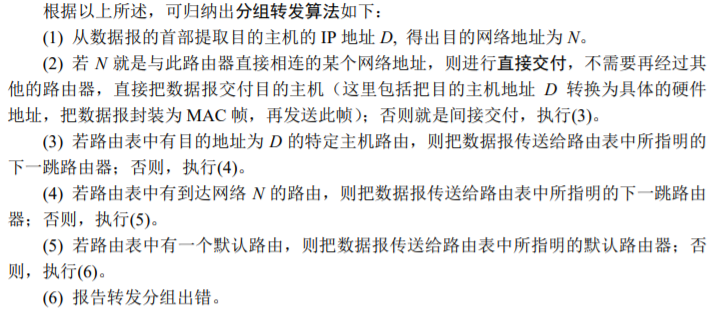 根据以上所述，可归纳出分组转发算法如下：
(1) 从数据报的首部提取目的主机的 IP 地址 D, 得出目的网络地址为 N。
(2) 若 N 就是与此路由器直接相连的某个网络地址，则进行直接交付，不需要再经过其
他的路由器，直接把数据报交付目的主机（这里包括把目的主机地址 D 转换为具体的硬件
地址，把数据报封装为 MAC 帧，再发送此帧）；否则就是间接交付，执行(3)。
(3) 若路由表中有目的地址为 D 的特定主机路由，则把数据报传送给路由表中所指明的
下一跳路由器；否则，执行(4)。
(4) 若路由表中有到达网络 N 的路由，则把数据报传送给路由表中所指明的下一跳路由
器；否则，执行(5)。
(5) 若路由表中有一个默认路由，则把数据报传送给路由表中所指明的默认路由器；否
则，执行(6)。
(6) 报告转发分组出错。